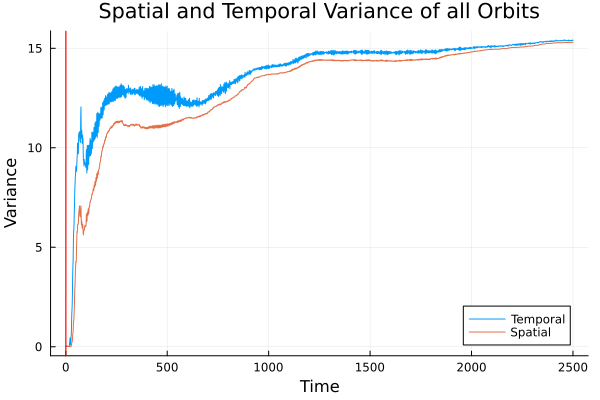 Spatial and Temporal Variance of all Orbits
Variance
15
10
5
0
0 500 1000 1500 2000 2500
Time
Temporal
Spatial